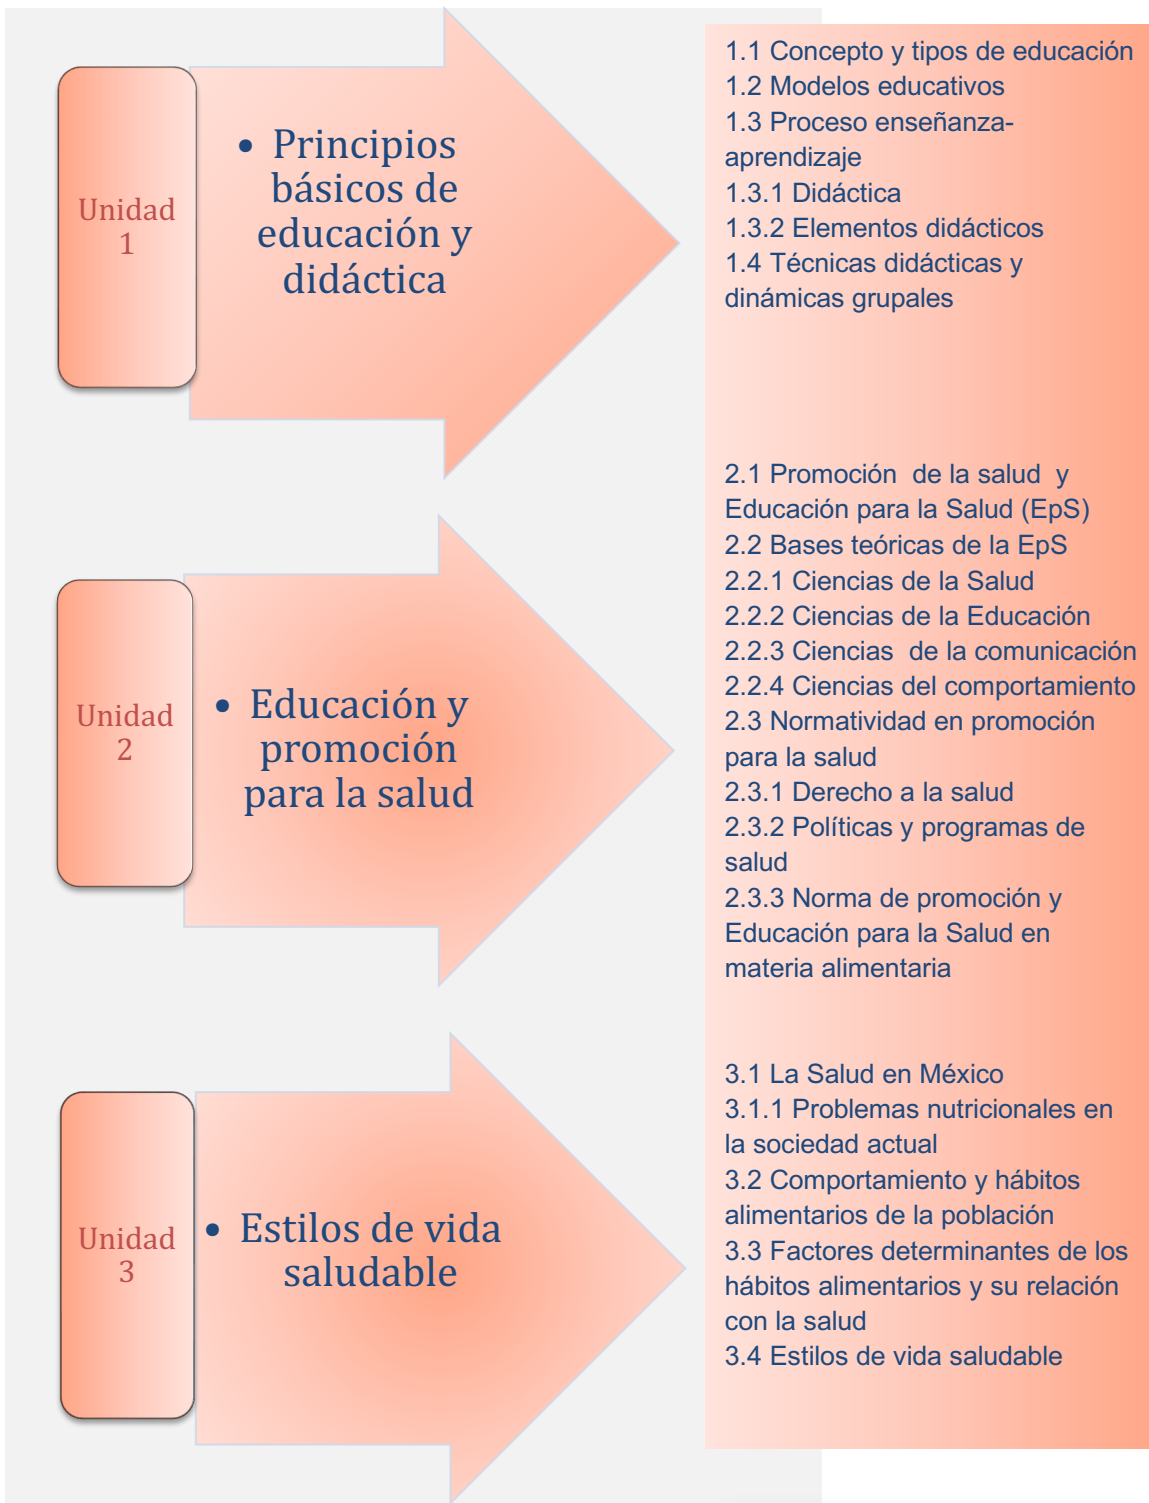 Unidad
1
• Principios
básicos de
educación y
didáctica
1.1 Concepto y tipos de educación
1.2 Modelos educativos
1.3 Proceso enseñanza-
aprendizaje
1.3.1 Didáctica
1.3.2 Elementos didácticos
1.4 Técnicas didácticas y
dinámicas grupales
Unidad
2
• Educación y
promoción
para la salud
2.1 Promoción  de la salud  y
Educación para la Salud (EpS)
2.2 Bases teóricas de la EpS
2.2.1 Ciencias de la Salud
2.2.2 Ciencias de la Educación
2.2.3 Ciencias  de la comunicación
2.2.4 Ciencias del comportamiento
2.3 Normatividad en promoción
para la salud
2.3.1 Derecho a la salud
2.3.2 Políticas y programas de
salud
2.3.3 Norma de promoción y
Educación para la Salud en
materia alimentaria
Unidad
3
• Estilos de vida
saludable
3.1 La Salud en México
3.1.1 Problemas nutricionales en
la sociedad actual
3.2 Comportamiento y hábitos
alimentarios de la población
3.3 Factores determinantes de los
hábitos alimentarios y su relación
con la salud
3.4 Estilos de vida saludable